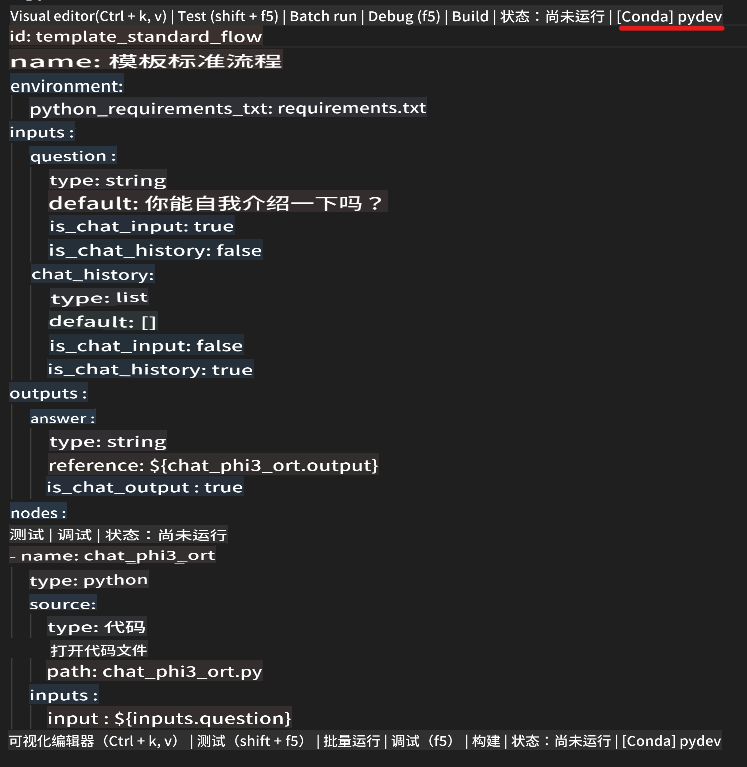 Visual editor(Ctrl + k, v) | Test (shift + f5) | Batch run | Debug (f5) | Build | 状态：尚未运行 | [Conda] pydev
id: template_standard_flow
name: 模板标准流程
environment:
python_requirements_txt: requirements.txt
inputs :
question :
type: string
default: 你能自我介绍一下吗？
is_chat_input: true
is_chat_history: false
chat_history:
type: list
default: []
is_chat_input: false
is_chat_history: true
outputs :
answer :
type: string
reference: ${chat_phi3_ort.output}
is_chat_output : true
nodes :
测试 | 调试 | 状态：尚未运行
- name: chat_phi3_ort
type: python
source:
type: 代码
打开代码文件
path: chat_phi3_ort.py
inputs :
input : ${inputs.question}
可视化编辑器（Ctrl + k, v） | 测试（shift + f5） | 批量运行 | 调试（f5） | 构建 | 状态：尚未运行 | [Conda] pydev